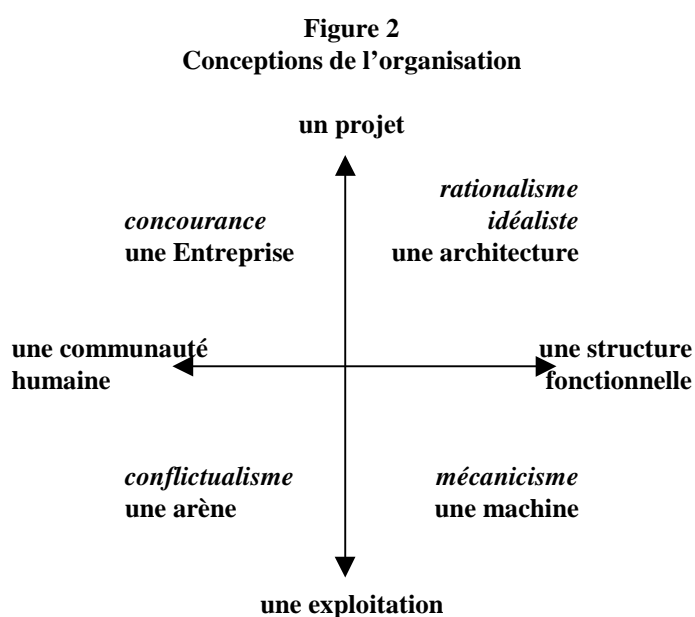 Figure 2
Conceptions de l’organisation
un projet
rationalisme
idéaliste
une architecture
concourance
une Entreprise
une communauté
humaine
une structure
fonctionnelle
conflictualisme
une arène
mécanicisme
une machine
une exploitation